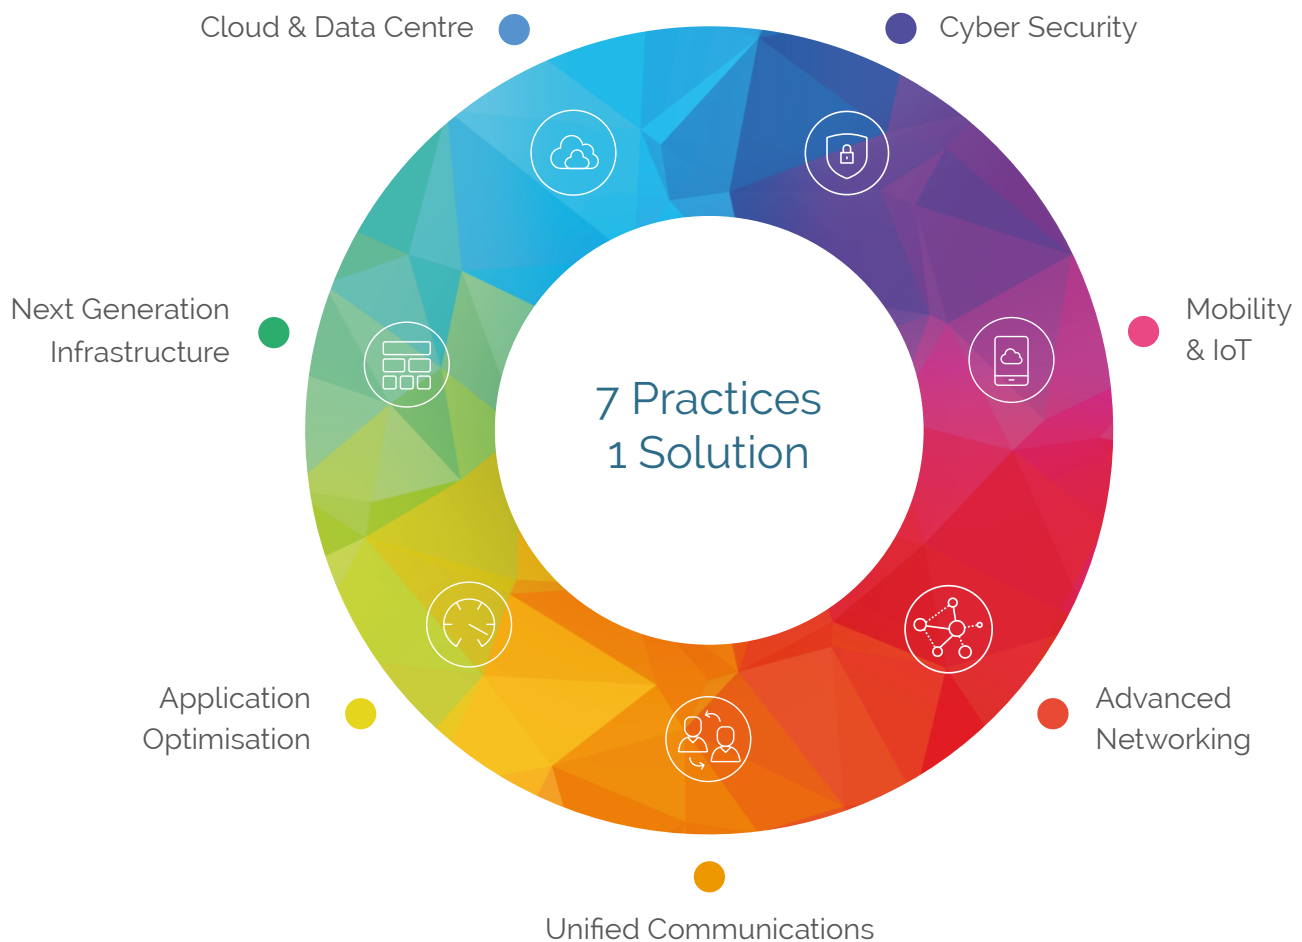 Cloud & Data Centre
Cyber Security
Next Generation
Infrastructure
Mobility
& IoT
7 Practices
1 Solution
Application
Optimisation
Advanced
Networking
Unified Communications